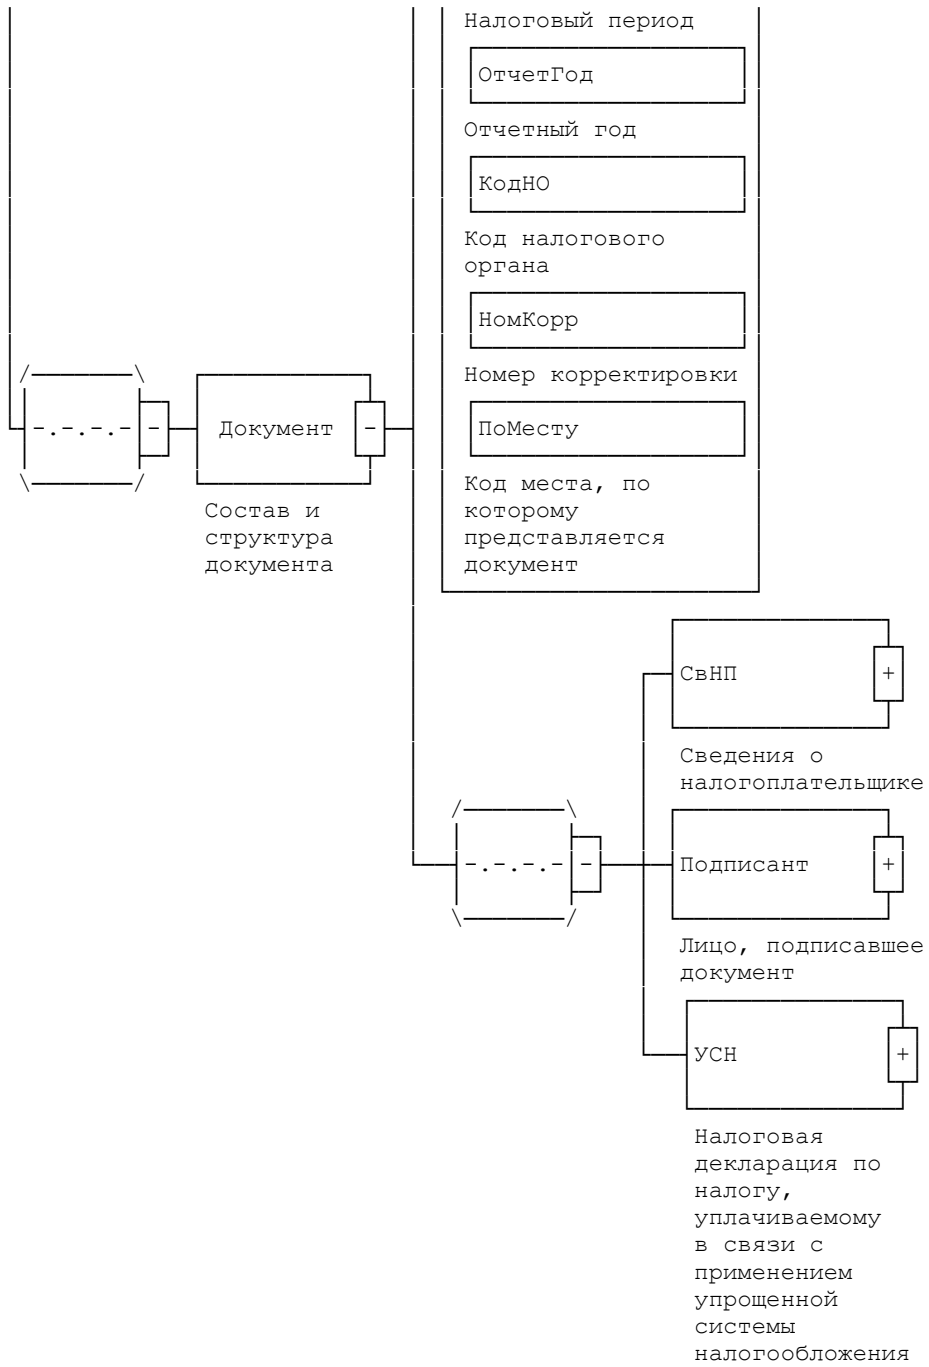 Налоговый период
ОтчетГод
Отчетный год
КодНО
Код налогового
органа
НомКорр
Номер корректировки
-.-.-.- -
Документ -
ПоМесту
Состав и
структура
документа
Код места, по
которому
представляется
документ
СвНП +
Сведения о
налогоплательщике
-.-.-.- -
Подписант +
Лицо, подписавшее
документ
УСН +
Налоговая
декларация по
налогу,
уплачиваемому
в связи с
применением
упрощенной
системы
налогообложения